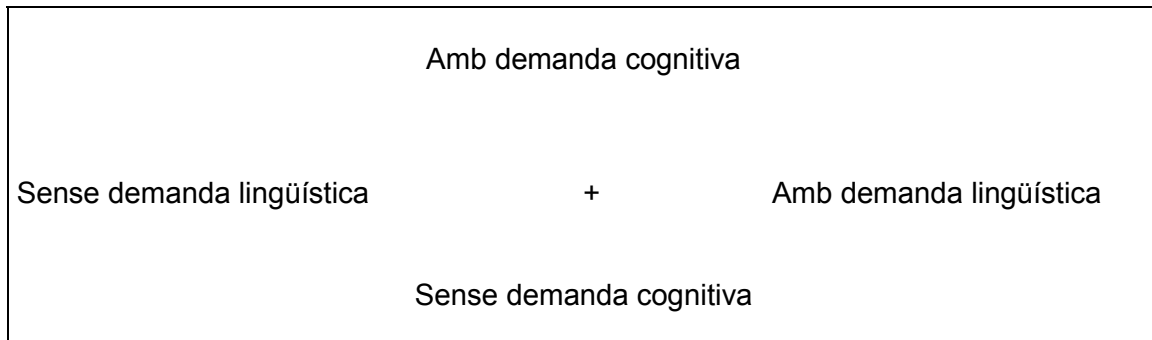 Amb demanda cognitiva
Sense demanda lingüística + Amb demanda lingüística
Sense demanda cognitiva